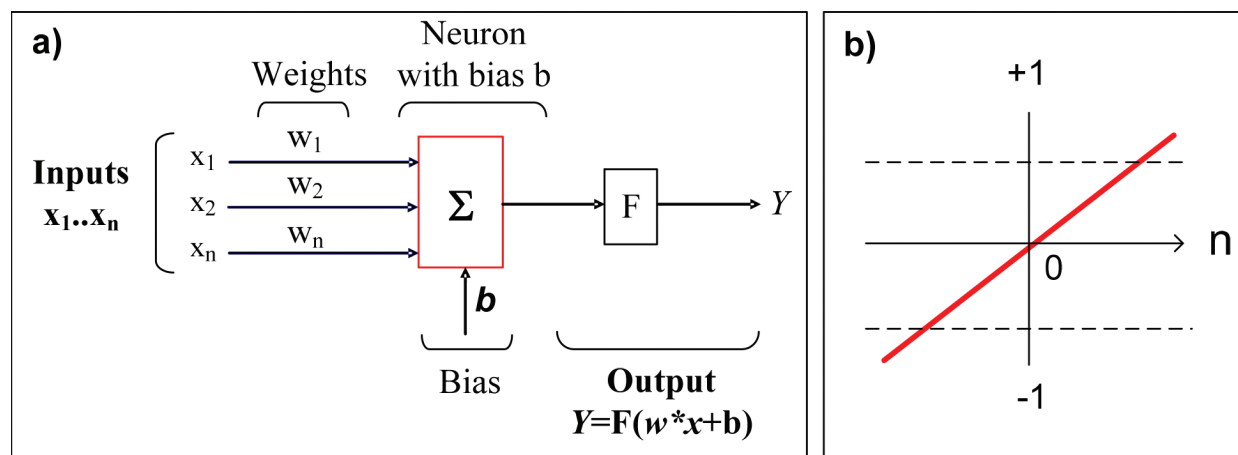 a)
Neuron
with bias b
Weights
Inputs
x₁..xₙ
x₁
w₁
x₂
w₂
xₙ
wₙ
Σ
F
Y
b
Bias
Output
Y=F(w*x+b)
b)
+1
n
0
-1